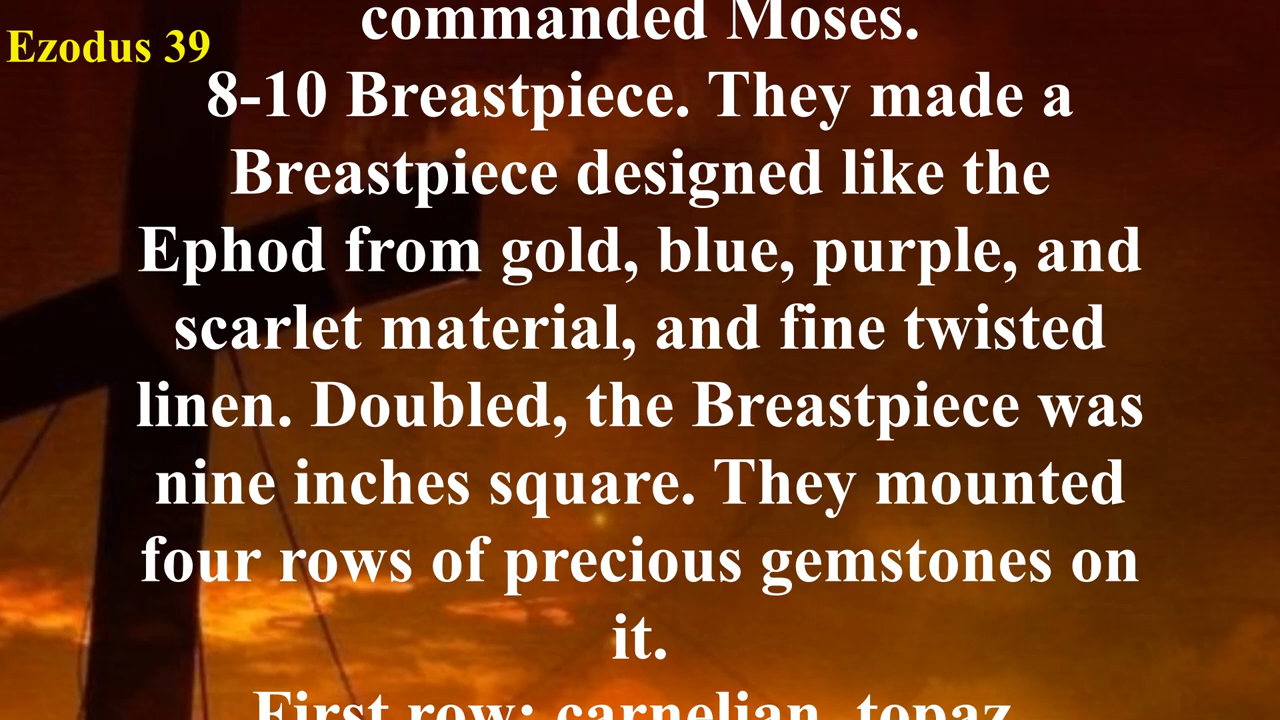 Ezodus 39
commanded Moses.
8-10 Breastpiece. They made a
Breastpiece designed like the
Ephod from gold, blue, purple, and
scarlet material, and fine twisted
linen. Doubled, the Breastpiece was
nine inches square. They mounted
four rows of precious gemstones on
it.
First row: carnelian, topaz,